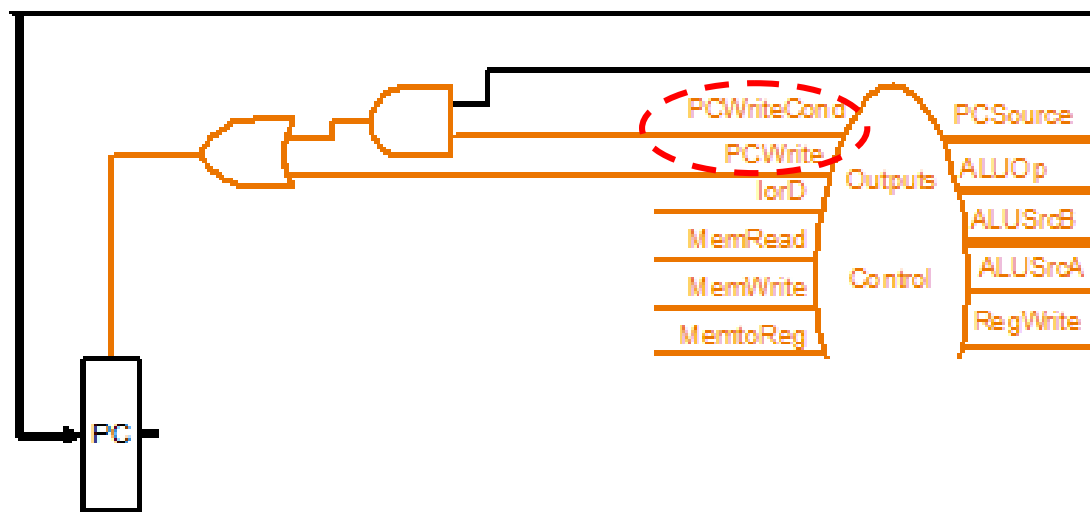 PCWriteCond
PCSource
PCWrite
ALUOp
IorD
Outputs
ALUSrcB
MemRead
ALUSrcA
Control
MemWrite
RegWrite
MemtoReg
PC